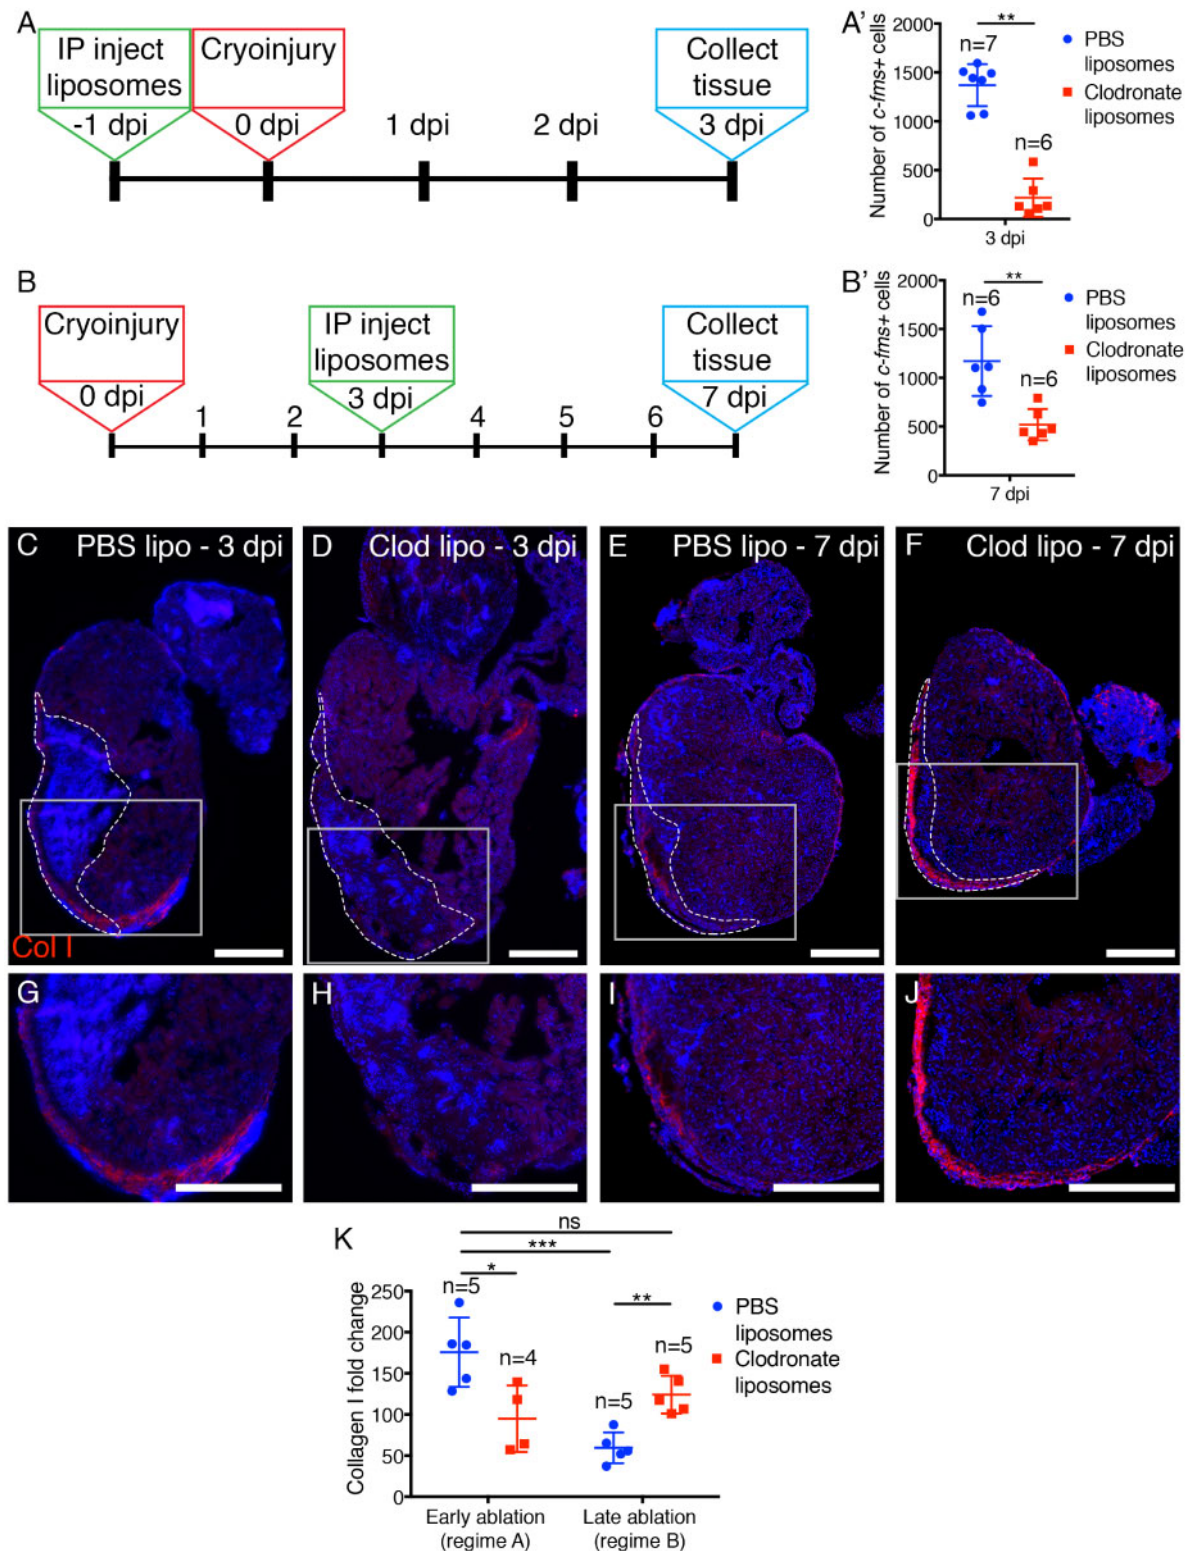 A
IP inject
liposomes
-1 dpi
Cryoinjury
0 dpi
1 dpi
2 dpi
Collect
tissue
3 dpi
A'
Number of c-fms+ cells
2000
1500
1000
500
0
n=7
**
n=6
3 dpi
PBS
liposomes
Clodronate
liposomes
B
Cryoinjury
0 dpi
1
2
IP inject
liposomes
3 dpi
4
5
6
Collect
tissue
7 dpi
B'
Number of c-fms+ cells
2000
1500
1000
500
0
n=6
**
n=6
7 dpi
PBS
liposomes
Clodronate
liposomes
C PBS lipo - 3 dpi
Col I
D Clod lipo - 3 dpi
E PBS lipo - 7 dpi
F Clod lipo - 7 dpi
G
H
I
J
K
Collagen I fold change
250
200
150
100
50
0
ns
***
*
**
n=5
n=4
n=5
n=5
Early ablation
(regime A)
Late ablation
(regime B)
PBS
liposomes
Clodronate
liposomes